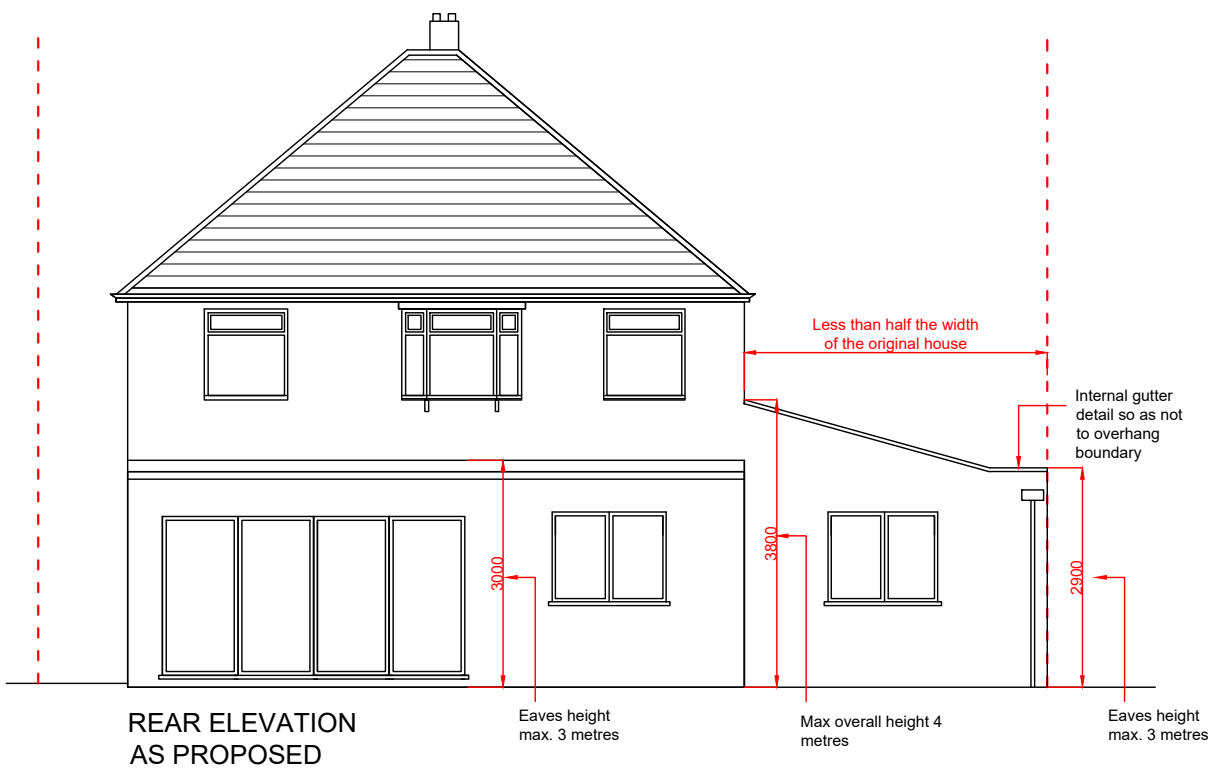 Less than half the width
of the original house
Internal gutter
detail so as not
to overhang
boundary
3000
3800
2900
REAR ELEVATION
AS PROPOSED
Eaves height
max. 3 metres
Max overall height 4
metres
Eaves height
max. 3 metres